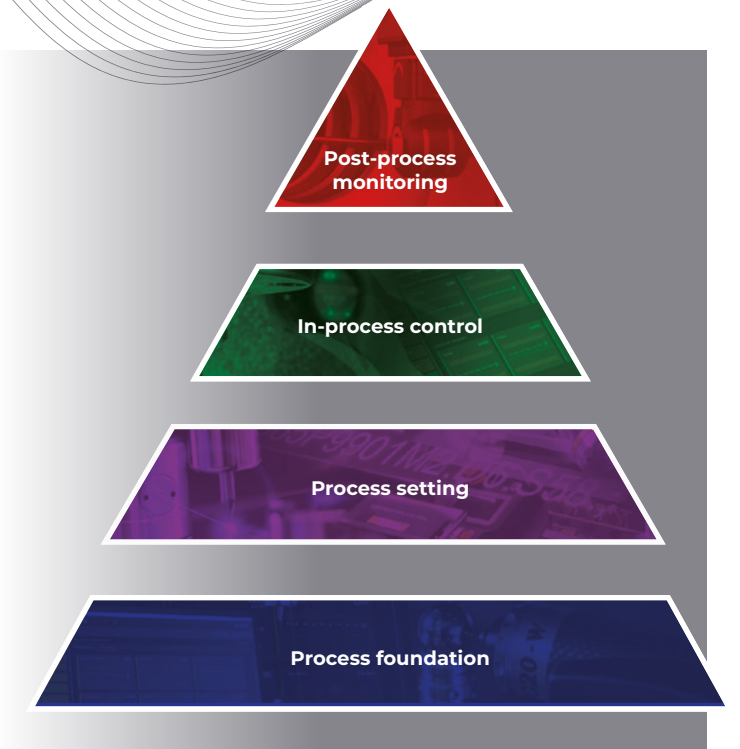 Post-process
monitoring
In-process control
Process setting
Process foundation